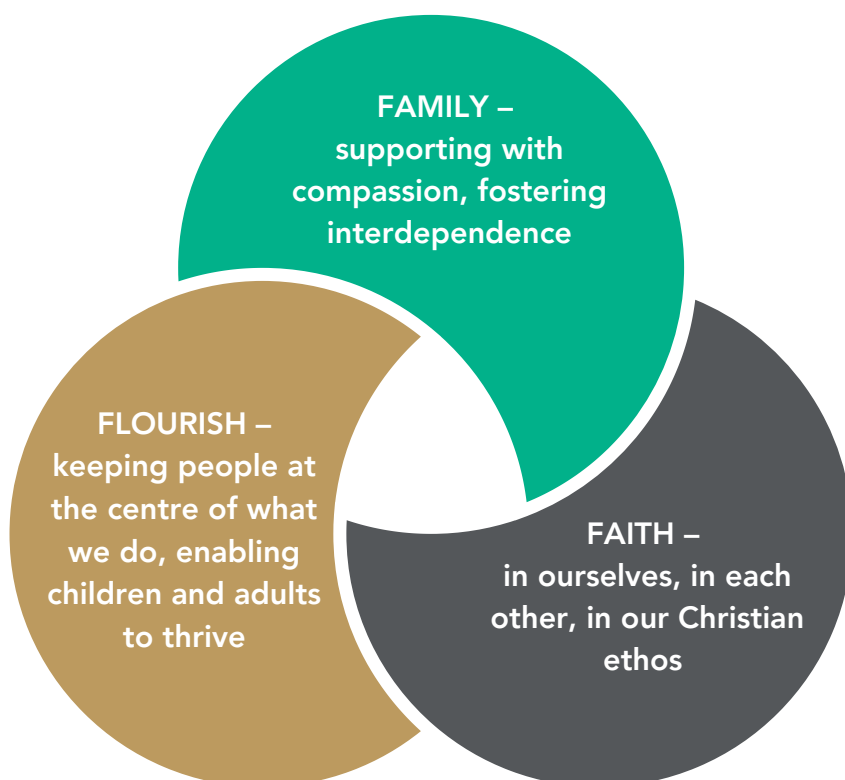 FAMILY –
supporting with
compassion, fostering
interdependence
FLOURISH –
keeping people at
the centre of what
we do, enabling
children and adults
to thrive
FAITH –
in ourselves, in each
other, in our Christian
ethos